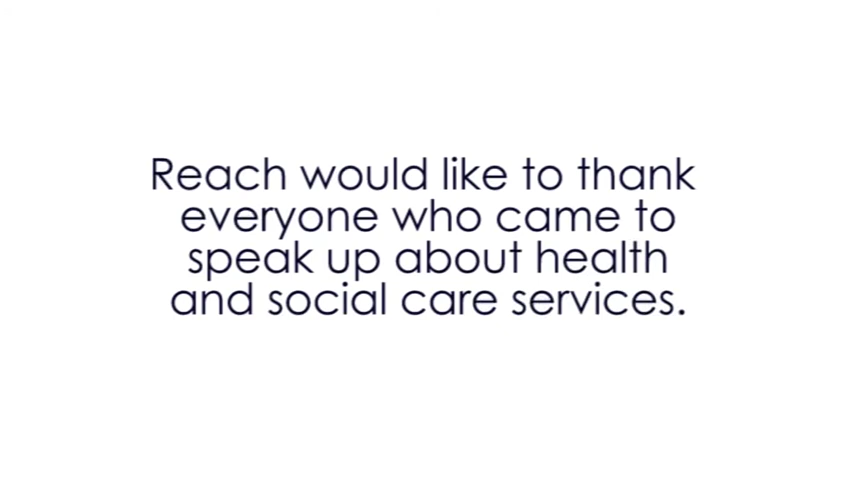 Reach would like to thank
everyone who came to
speak up about health
and social care services.